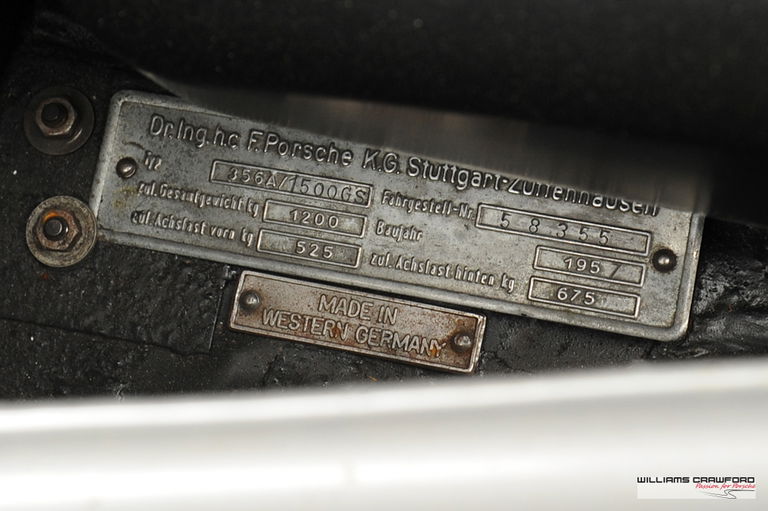 Dr.Ing.h.c F.Porsche K.G. Stuttgart-Zuffenhausen
Typ 356A/1500GS Fahrgestell-Nr. 58355
zul.Gesamtgewicht kg 1200 Baujahr 1957
zul.Achslast vorn kg 525 zul.Achslast-hinten kg 675
MADE IN
WESTERN GERMANY
WILLIAMS CRAWFORD
Passion for Porsche